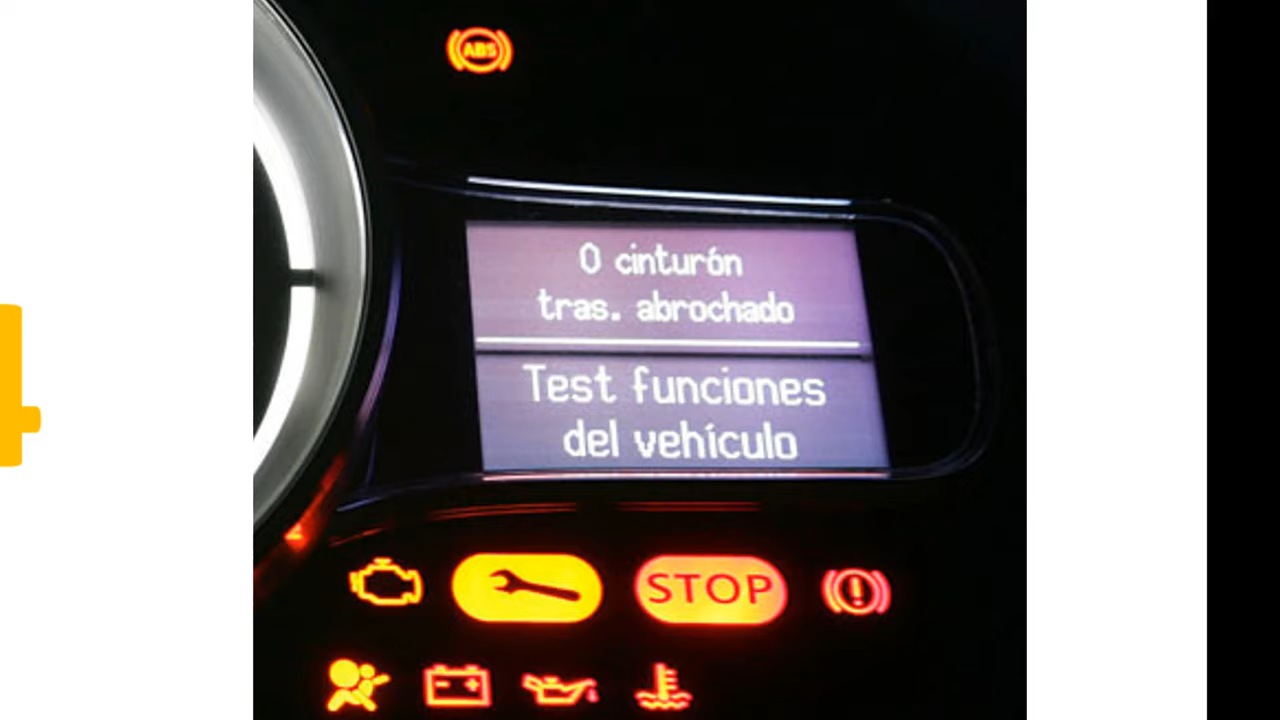 ABS
0 cinturón
tras. abrochado
Test funciones
del vehículo
STOP